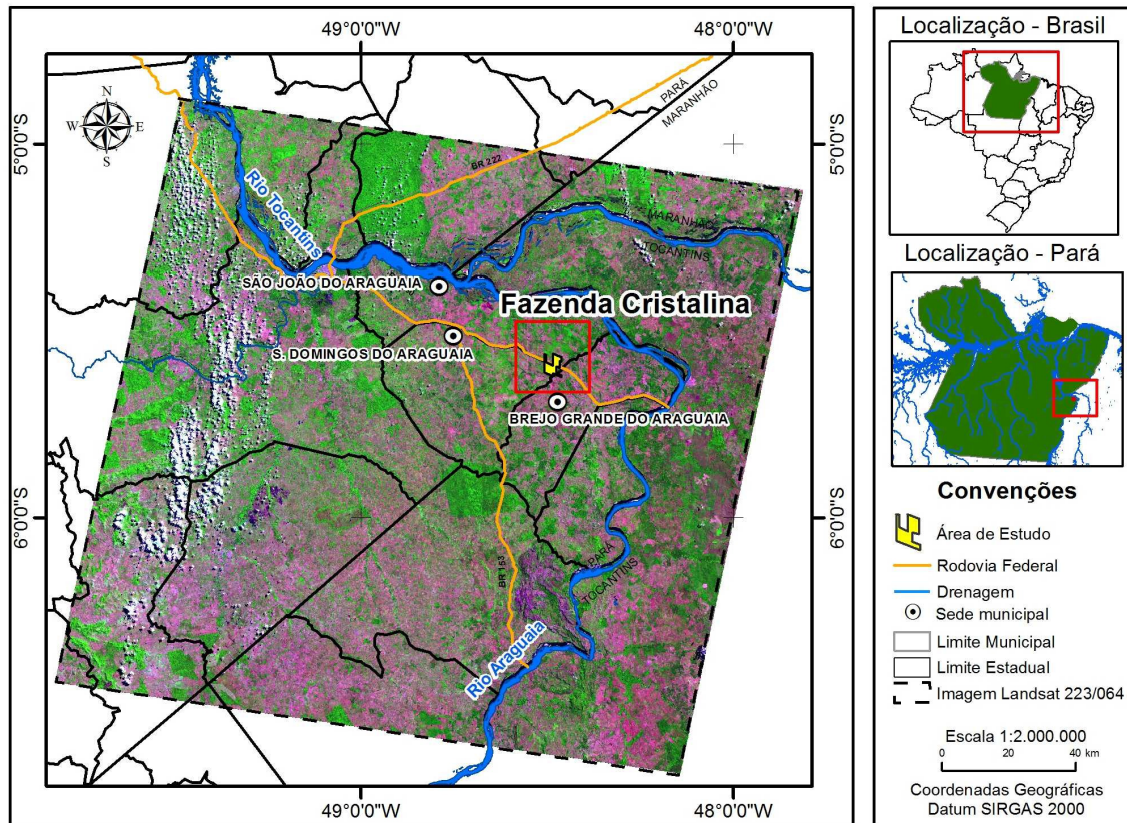 49°0'0"W
48°0'0"W
N
W
E
S
5°0'0"S
5°0'0"S
PARÁ
MARANHÃO
BR 222
Rio Tocantins
MARANHÃO
TOCANTINS
SÃO JOÃO DO ARAGUAIA
Fazenda Cristalina
S. DOMINGOS DO ARAGUAIA
BREJO GRANDE DO ARAGUAIA
6°0'0"S
6°0'0"S
BR 153
PARÁ
TOCANTINS
Rio Araguaia
49°0'0"W
48°0'0"W
Localização - Brasil
Localização - Pará
Convenções
Área de Estudo
Rodovia Federal
Drenagem
Sede municipal
Limite Municipal
Limite Estadual
Imagem Landsat 223/064
Escala 1:2.000.000
0 20 40 km
Coordenadas Geográficas
Datum SIRGAS 2000